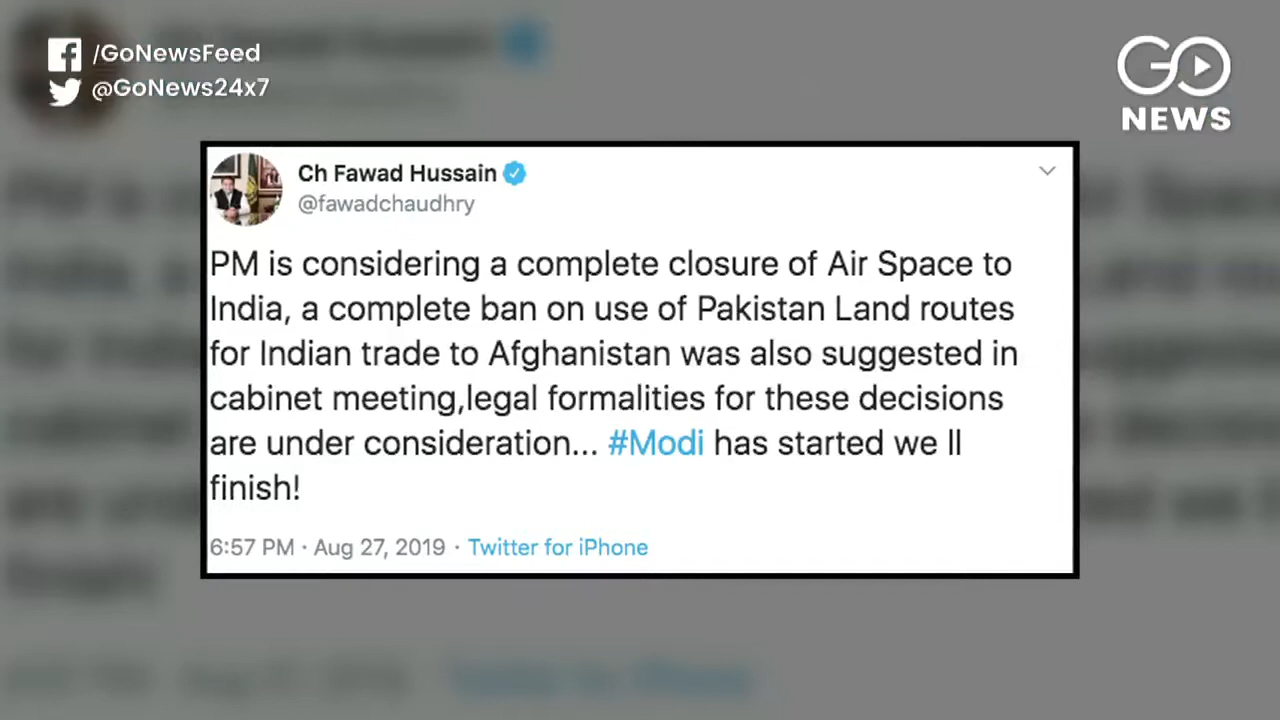 /GoNewsFeed
@GoNews24x7
GO
NEWS
Ch Fawad Hussain
@fawadchaudhry
PM is considering a complete closure of Air Space to
India, a complete ban on use of Pakistan Land routes
for Indian trade to Afghanistan was also suggested in
cabinet meeting,legal formalities for these decisions
are under consideration... #Modi has started we ll
finish!
6:57 PM · Aug 27, 2019 · Twitter for iPhone